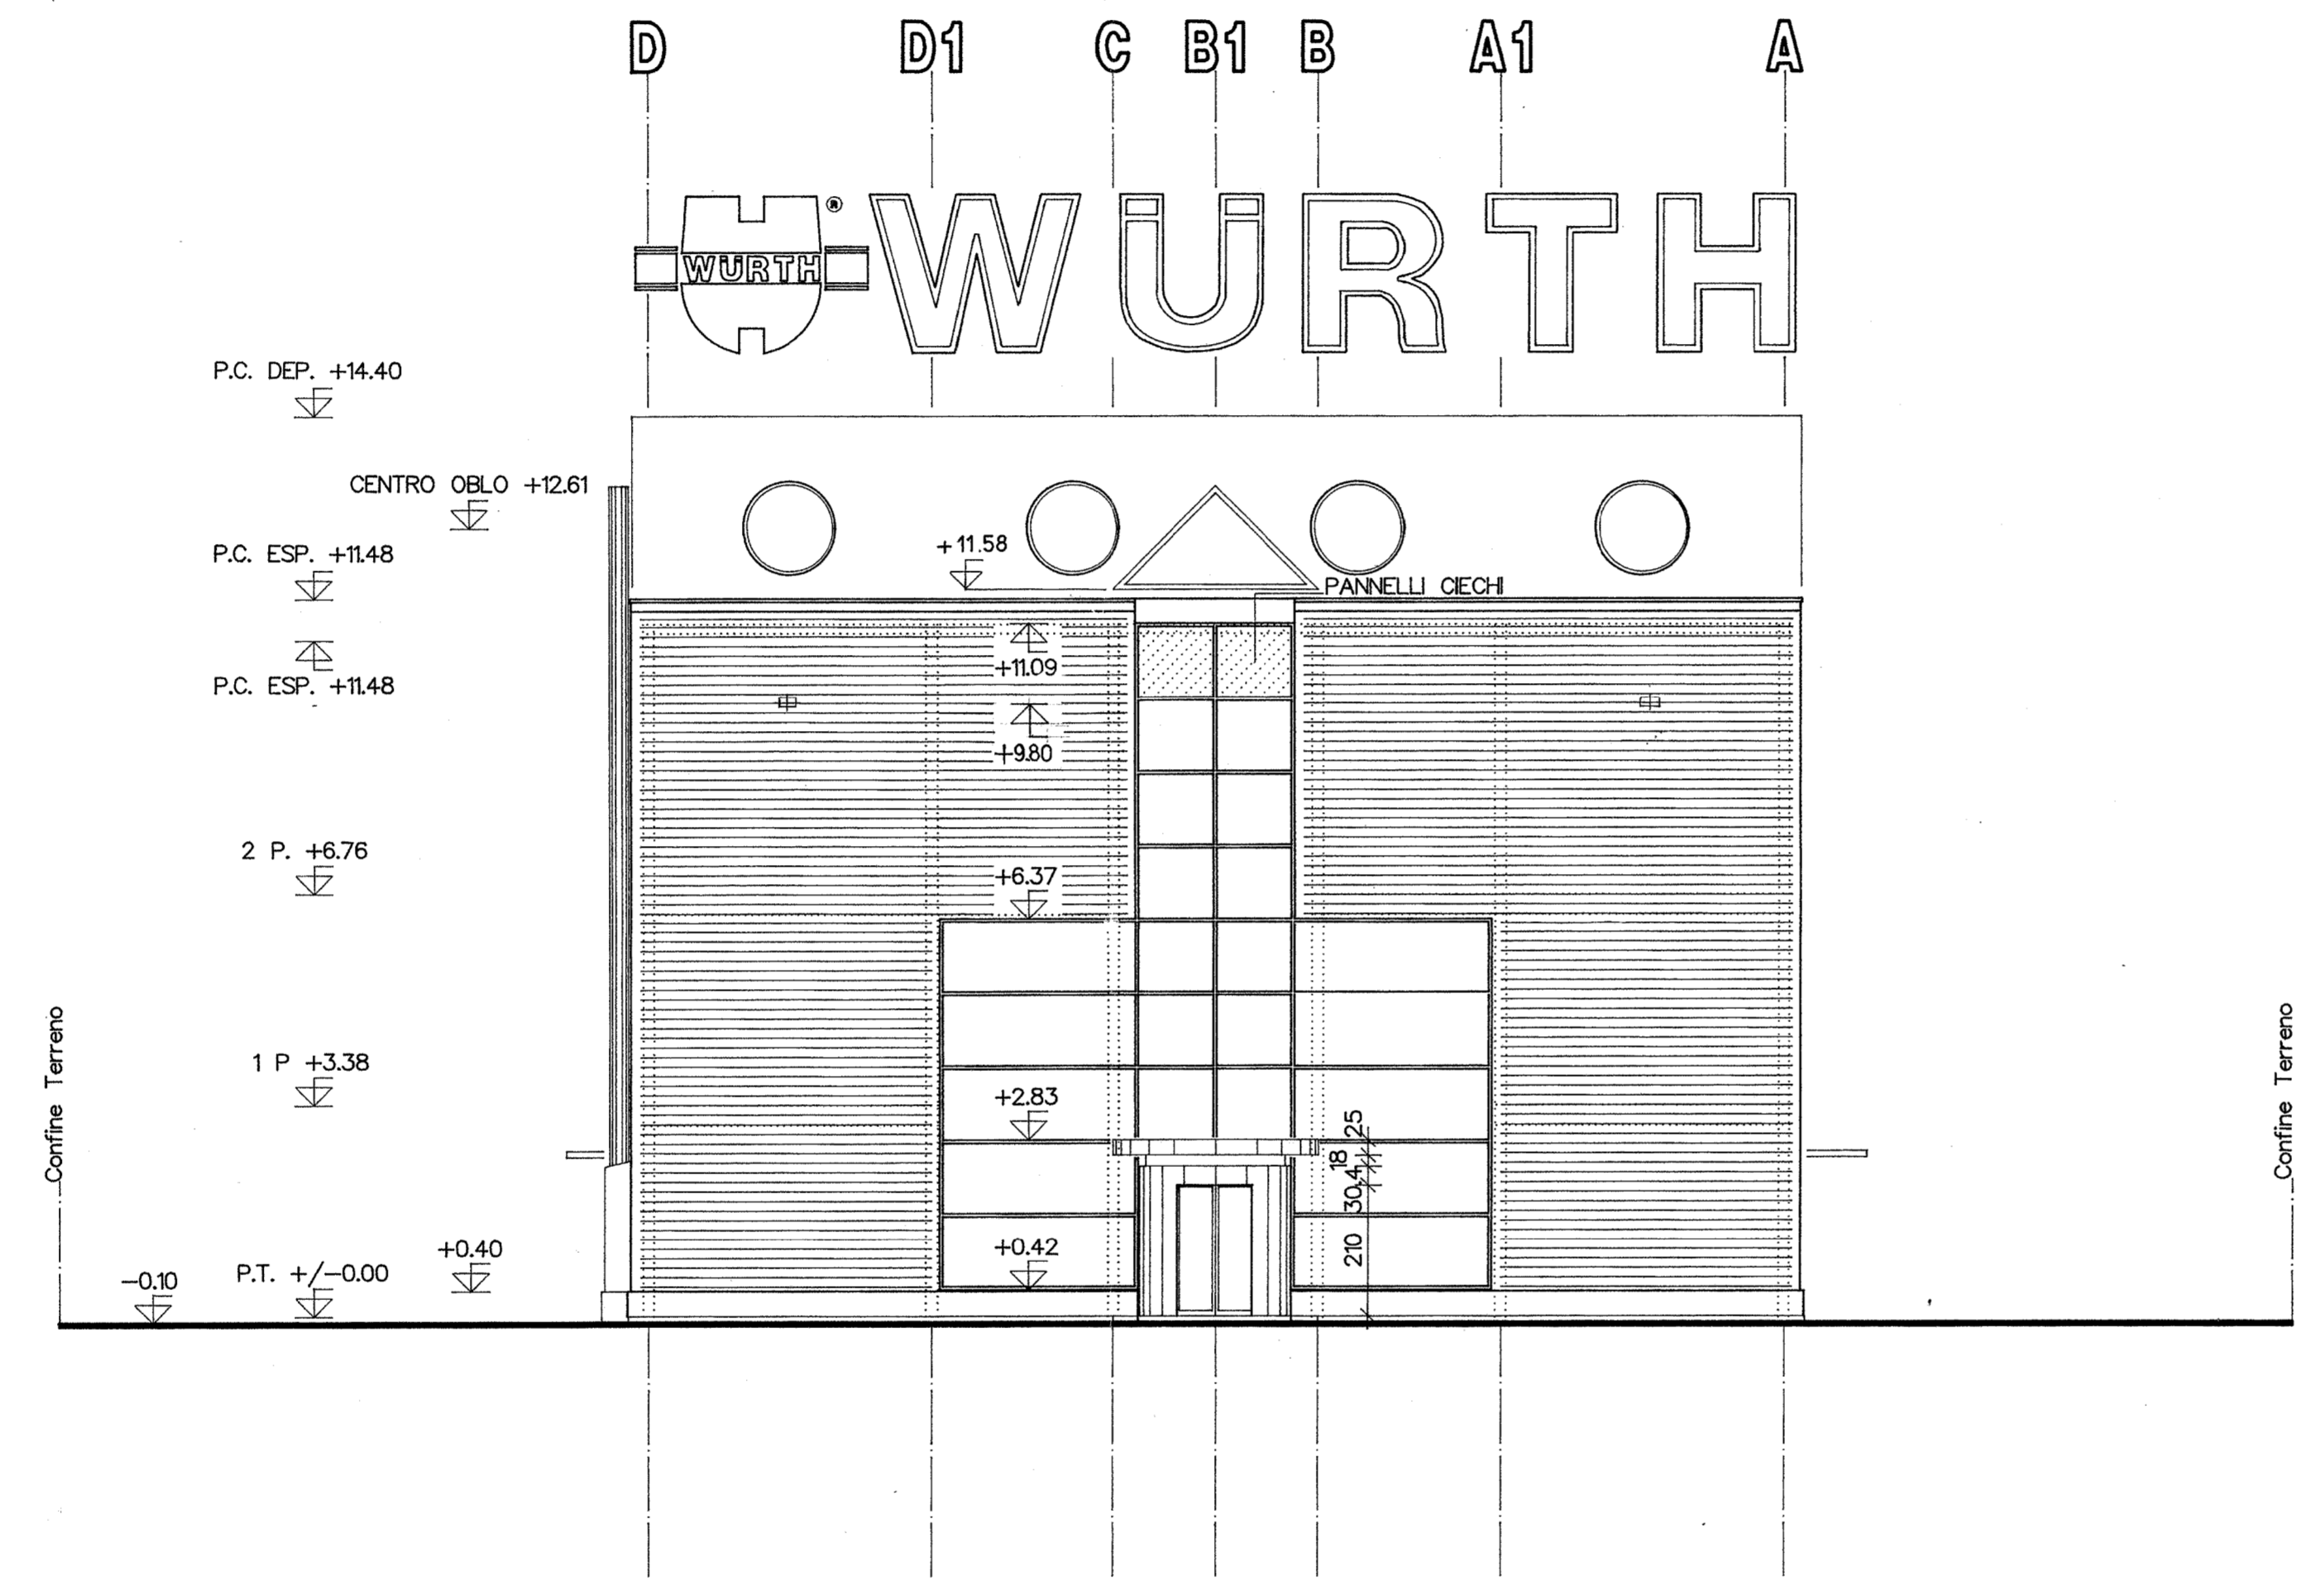 D D1 C B1 B A1 A
WÜRTH ® WÜRTH
P.C. DEP. +14.40
CENTRO OBLO +12.61
+11.58
P.C. ESP. +11.48
PANNELLI CIECHI
+11.09
P.C. ESP. +11.48
+9.80
2 P. +6.76
+6.37
1 P +3.38
+2.83
25
18
30,4
210
+0.42
+0.40
P.T. +/-0.00
-0.10
Confine Terreno
Confine Terreno